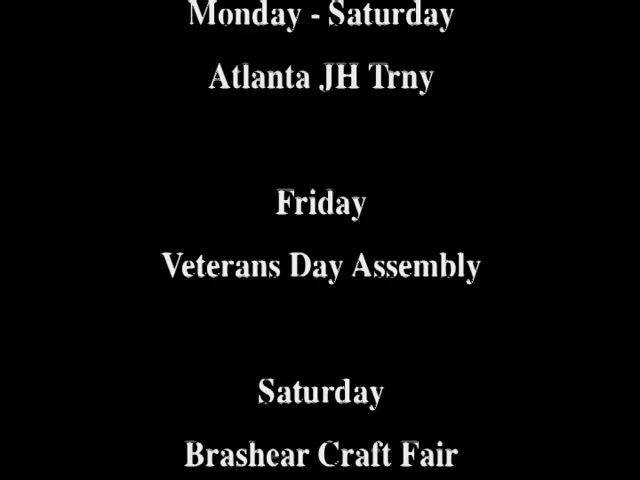 Monday - Saturday
Atlanta JH Trny
Friday
Veterans Day Assembly
Saturday
Brashear Craft Fair